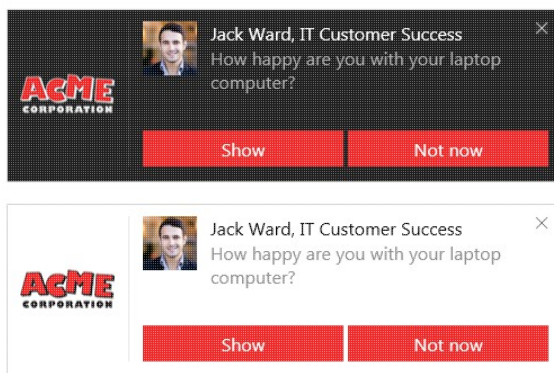 Jack Ward, IT Customer Success
How happy are you with your laptop
computer?
ACME
CORPORATION
Show
Not now
Jack Ward, IT Customer Success
How happy are you with your laptop
computer?
ACME
CORPORATION
Show
Not now